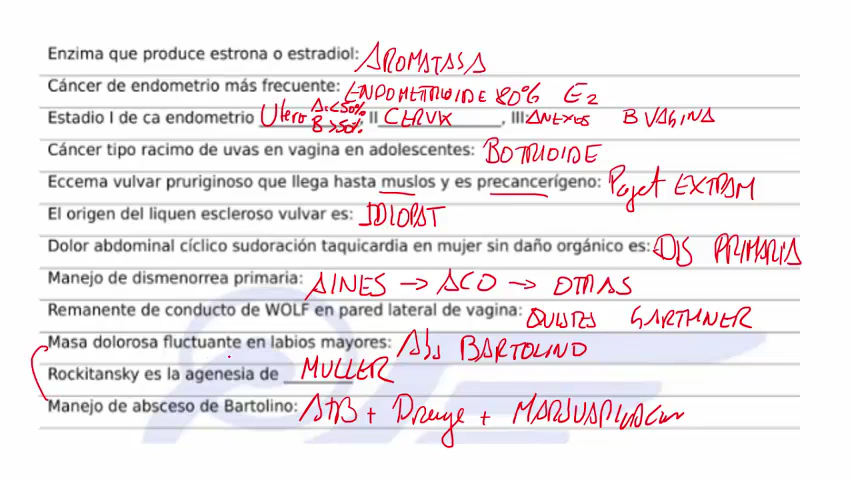 Enzima que produce estrona o estradiol: AROMATASA
Cáncer de endometrio más frecuente: ENDOMETRIOIDE 80% E2
Estadio I de ca endometrio Utero A:<50% B >50%, II CERVIX, III: ANEXOS B VAGINA
Cáncer tipo racimo de uvas en vagina en adolescentes: BOTRIOIDE
Eccema vulvar pruriginoso que llega hasta muslos y es precancerígeno: Paget EXTRAM
El origen del liquen escleroso vulvar es: IDIOPAT
Dolor abdominal cíclico sudoración taquicardia en mujer sin daño orgánico es: DIS PRIMARIA
Manejo de dismenorrea primaria: AINES → ACO → OTRAS
Remanente de conducto de WOLF en pared lateral de vagina: QUISTES GARTHNER
Masa dolorosa fluctuante en labios mayores: Abs BARTOLINO
Rockitansky es la agenesia de MULLER
Manejo de absceso de Bartolino: ATB + Drenaje +